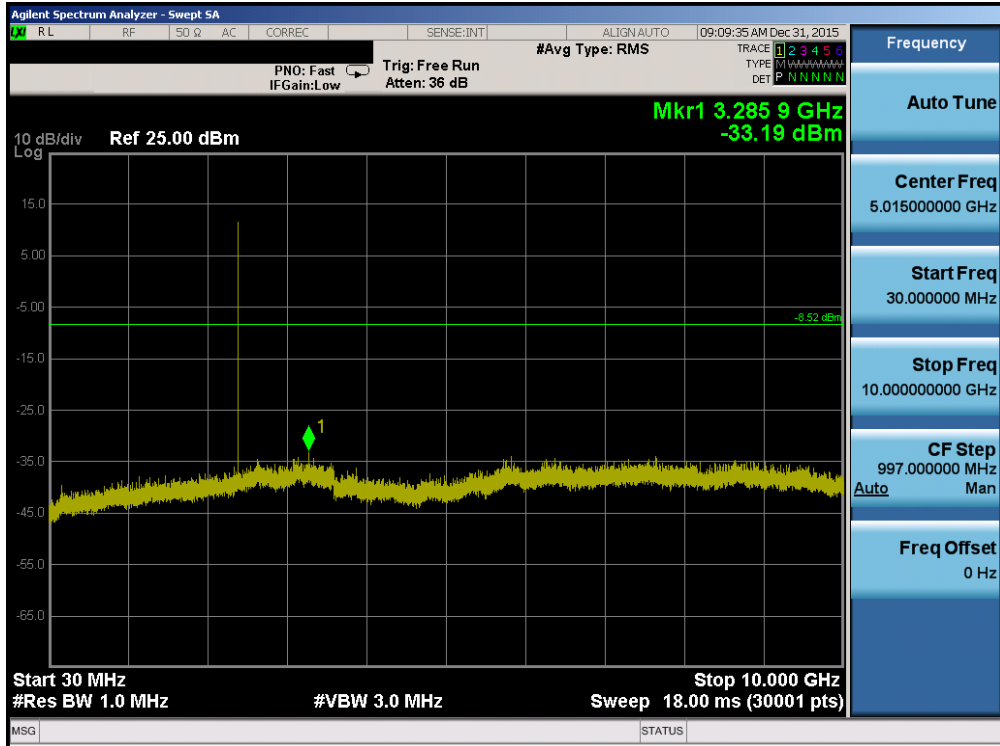 Agilent Spectrum Analyzer - Swept SA
LXI RL RF 50 Ω AC CORREC SENSE:INT ALIGN AUTO 09:09:35 AM Dec 31, 2015
#Avg Type: RMS
TRACE 1 2 3 4 5 6
PNO: Fast Trig: Free Run
TYPE M WWWWW
IFGain:Low Atten: 36 dB
DET P N N N N N
Mkr1 3.285 9 GHz
-33.19 dBm
10 dB/div Ref 25.00 dBm
Log
15.0
5.00
-5.00
-8.52 dBm
-15.0
-25.0
1
-35.0
-45.0
-55.0
-65.0
Start 30 MHz Stop 10.000 GHz
#Res BW 1.0 MHz #VBW 3.0 MHz Sweep 18.00 ms (30001 pts)
MSG STATUS
Frequency
Auto Tune
Center Freq
5.015000000 GHz
Start Freq
30.000000 MHz
Stop Freq
10.000000000 GHz
CF Step
997.000000 MHz
Auto Man
Freq Offset
0 Hz